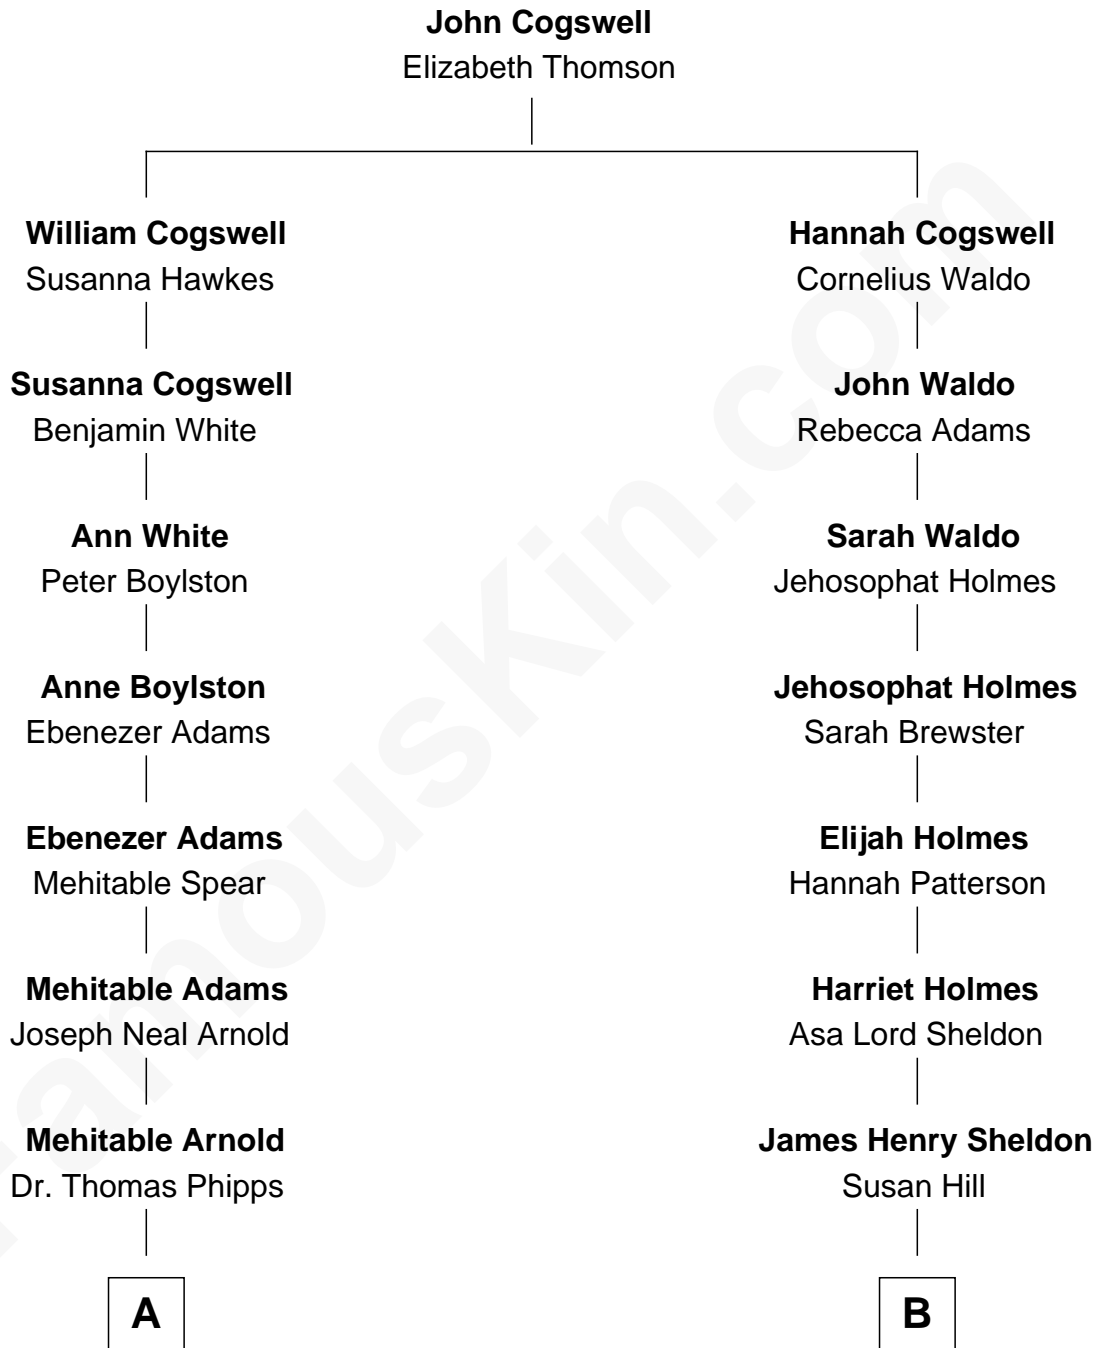 John Cogswell
Elizabeth Thomson
William Cogswell
Susanna Hawkes
Susanna Cogswell
Benjamin White
Ann White
Peter Boylston
Anne Boylston
Ebenezer Adams
Ebenezer Adams
Mehitable Spear
Mehitable Adams
Joseph Neal Arnold
Mehitable Arnold
Dr. Thomas Phipps
A
Hannah Cogswell
Cornelius Waldo
John Waldo
Rebecca Adams
Sarah Waldo
Jehosophat Holmes
Jehosophat Holmes
Sarah Brewster
Elijah Holmes
Hannah Patterson
Harriet Holmes
Asa Lord Sheldon
James Henry Sheldon
Susan Hill
B
FamousKin.com